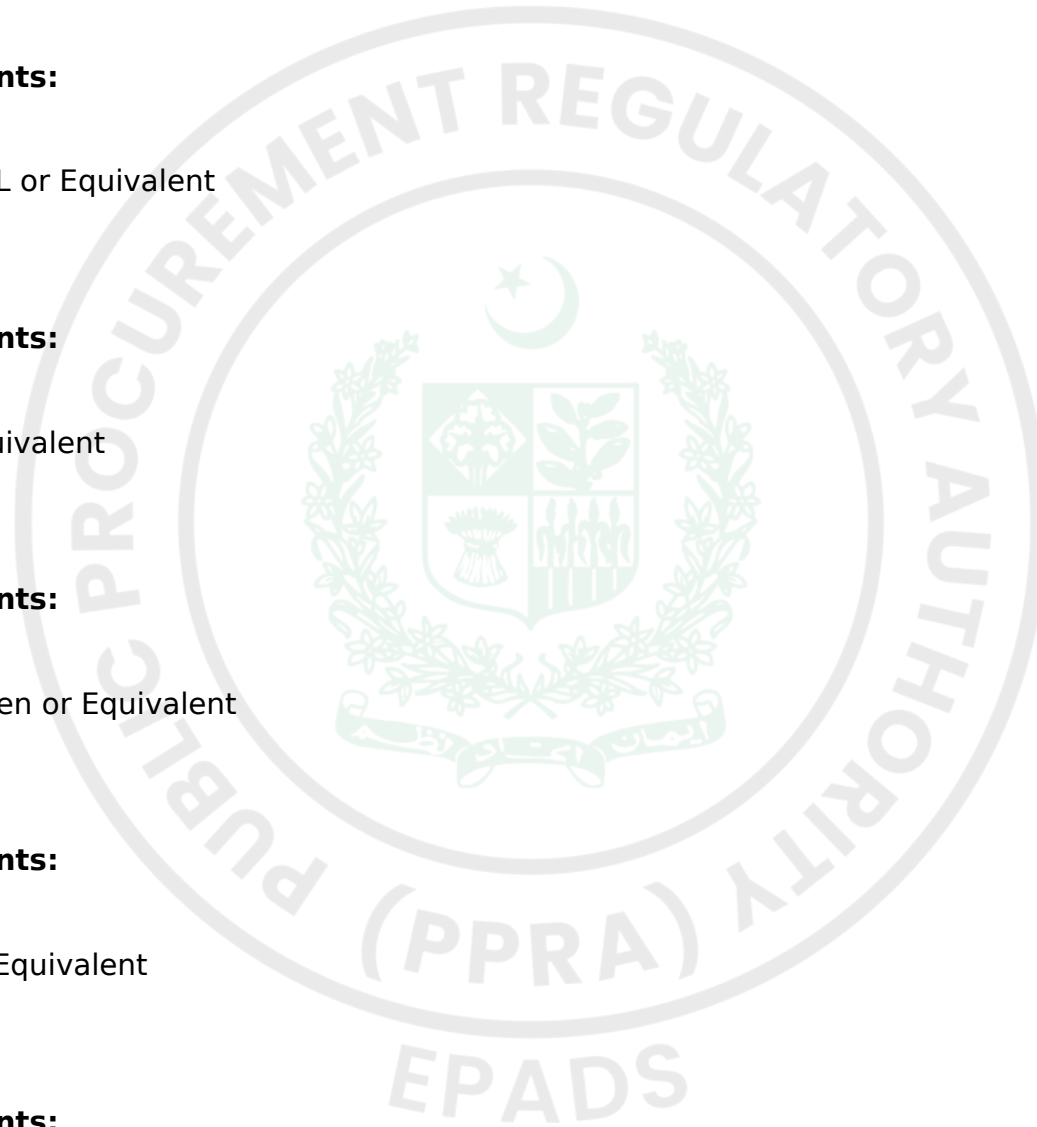 nts:
L or Equivalent
nts:
uivalent
nts:
en or Equivalent
nts:
Equivalent
nts:
PUBLIC PROCUREMENT REGULATORY AUTHORITY
(PPRA)
EPADS